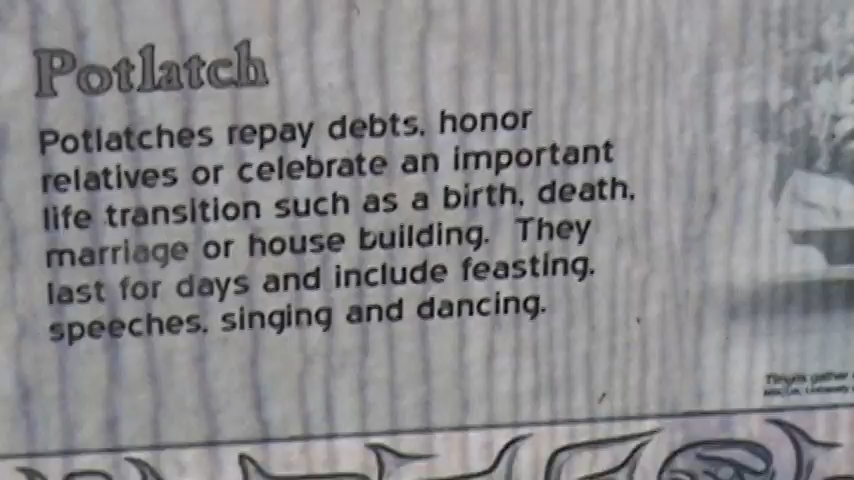 Potlatch
Potlatches repay debts, honor
relatives or celebrate an important
life transition such as a birth, death,
marriage or house building.  They
last for days and include feasting,
speeches, singing and dancing.
gather